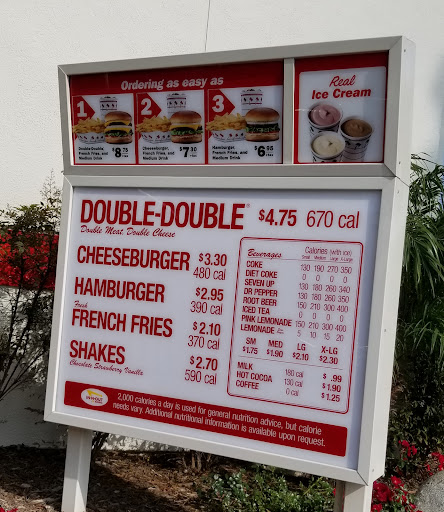 Ordering as easy as
1
Double-Double,
French Fries, and
Medium Drink
$8.75
2
Cheeseburger,
French Fries, and
Medium Drink
$7.30
3
Hamburger,
French Fries, and
Medium Drink
$6.95
Real
Ice Cream
DOUBLE-DOUBLE® $4.75 670 cal
Double Meat, Double Cheese
CHEESEBURGER $3.30
480 cal
HAMBURGER $2.95
390 cal
Fresh
FRENCH FRIES $2.10
370 cal
SHAKES $2.70
Chocolate Strawberry Vanilla
590 cal
Beverages Calories (with ice)
Small Medium Large X-Large
COKE 130 190 270 350
DIET COKE 0 0 0 0
SEVEN UP 130 180 260 340
DR PEPPER 130 180 260 350
ROOT BEER 150 210 300 400
ICED TEA 0 0 0 0
PINK LEMONADE 150 210 300 400
LEMONADE 5 10 15 20
SM MED LG X-LG
$1.75 $1.90 $2.10 $2.30
MILK 180 cal $ .99
HOT COCOA 130 cal $1.90
COFFEE 0 cal $1.25
IN-N-OUT
2,000 calories a day is used for general nutrition advice, but calorie
needs vary. Additional nutritional information is available upon request.